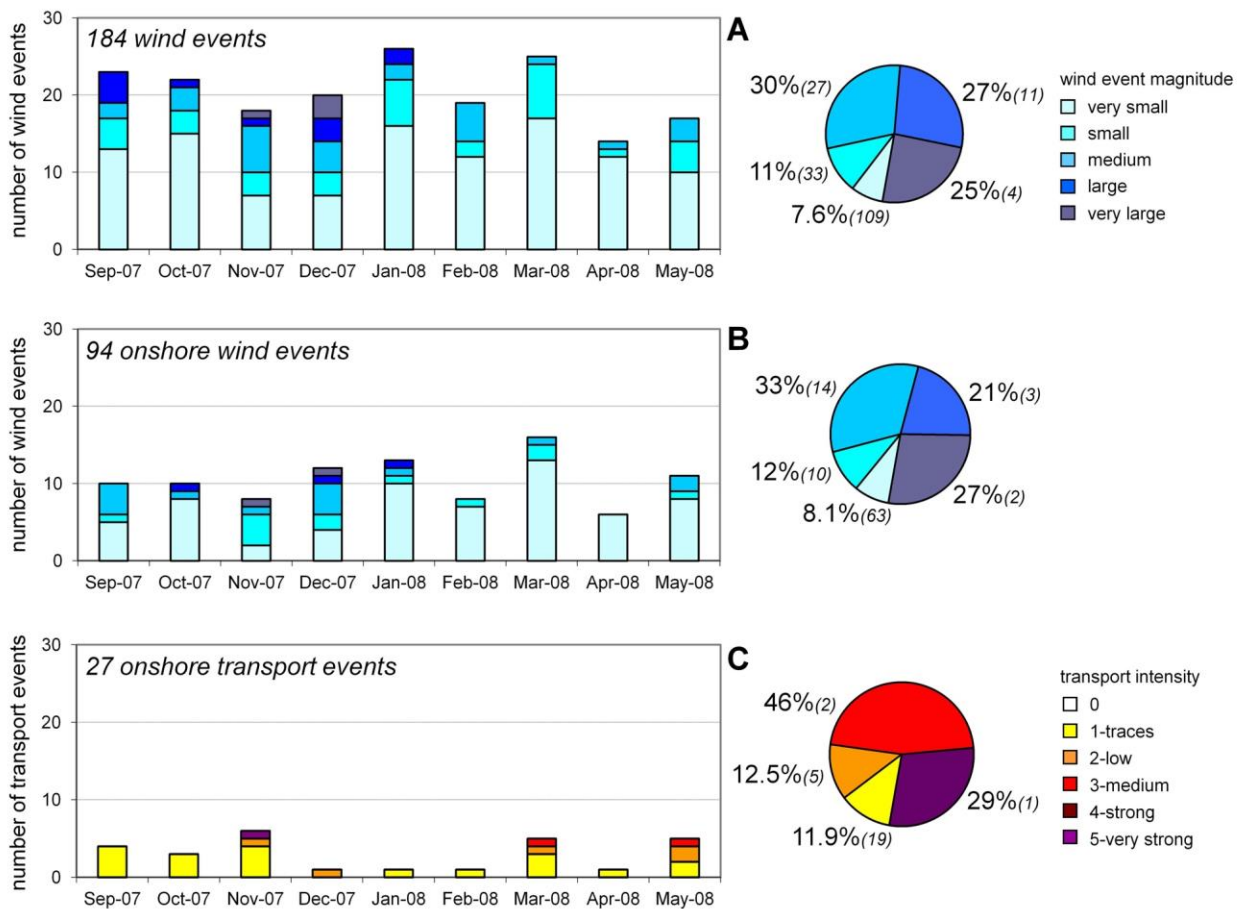 184 wind events
number of wind events
30
20
10
0
Sep-07 Oct-07 Nov-07 Dec-07 Jan-08 Feb-08 Mar-08 Apr-08 May-08
A
30%(27)
27%(11)
11%(33)
25%(4)
7.6%(109)
wind event magnitude
very small
small
medium
large
very large
94 onshore wind events
number of wind events
30
20
10
0
Sep-07 Oct-07 Nov-07 Dec-07 Jan-08 Feb-08 Mar-08 Apr-08 May-08
B
33%(14)
21%(3)
12%(10)
27%(2)
8.1%(63)
27 onshore transport events
number of transport events
30
20
10
0
Sep-07 Oct-07 Nov-07 Dec-07 Jan-08 Feb-08 Mar-08 Apr-08 May-08
C
46%(2)
12.5%(5)
29%(1)
11.9%(19)
transport intensity
0
1-traces
2-low
3-medium
4-strong
5-very strong